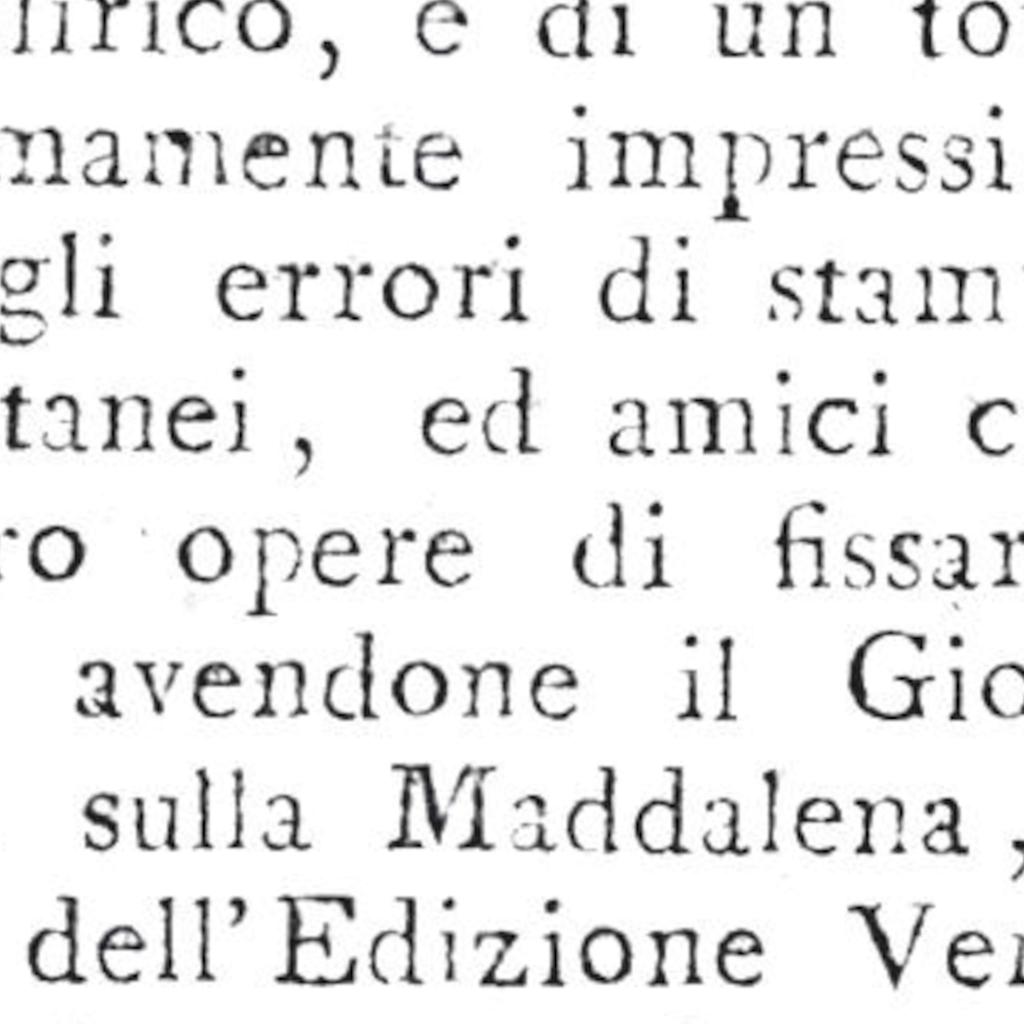 lirico, e di un to
namente impressi
gli errori di stam
tanei, ed amici c
ro opere di fissar
avendone il Gio
sulla Maddalena,
dell' Edizione Ver